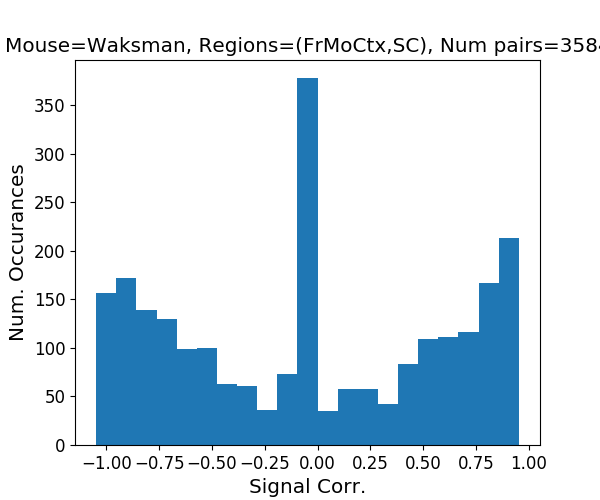 Mouse=Waksman, Regions=(FrMoCtx,SC), Num pairs=3584
350
300
250
200
150
100
50
0
Num. Occurances
−1.00 −0.75 −0.50 −0.25 0.00 0.25 0.50 0.75 1.00
Signal Corr.